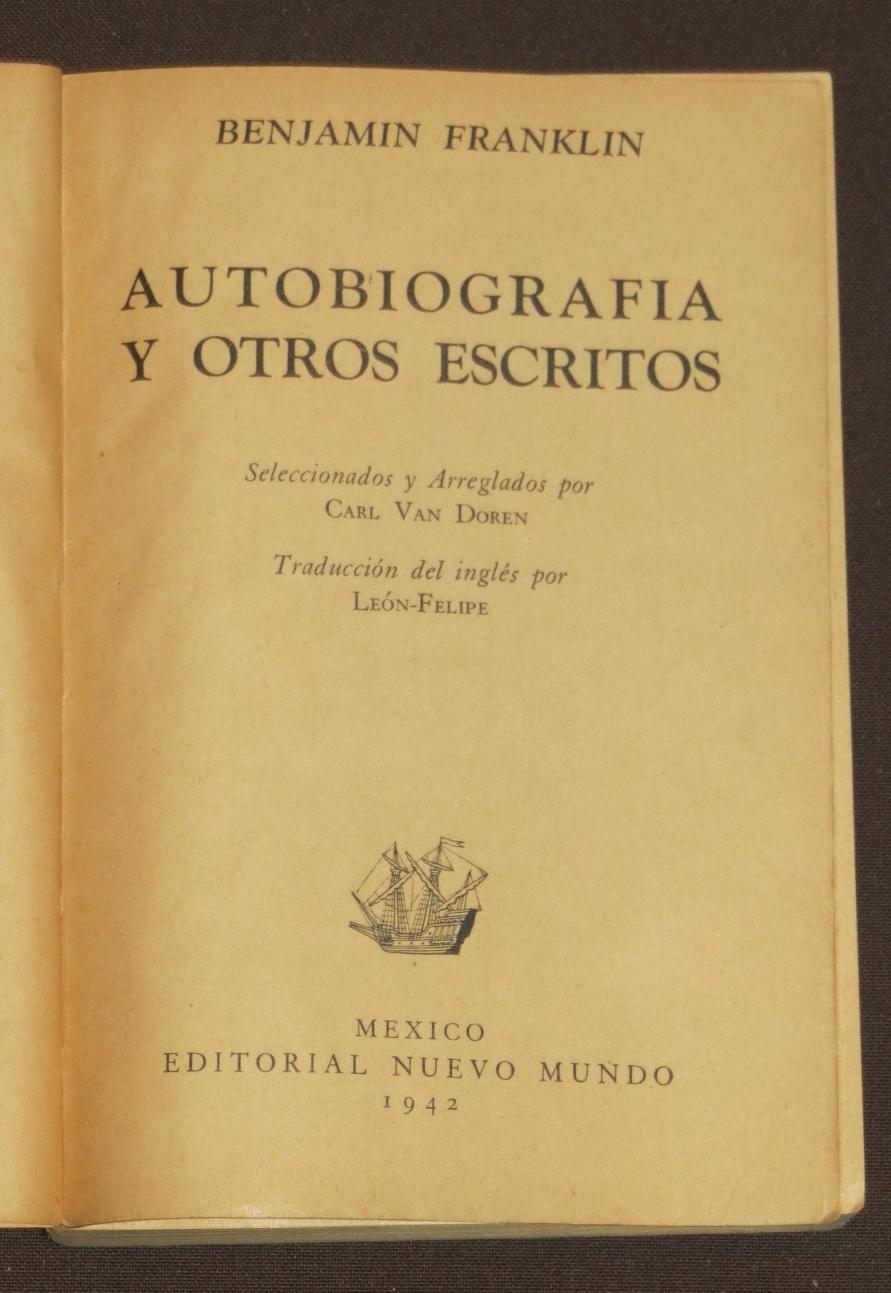 BENJAMIN FRANKLIN
AUTOBIOGRAFIA
Y OTROS ESCRITOS
Seleccionados y Arreglados por
CARL VAN DOREN
Traducción del inglés por
LEÓN-FELIPE
MEXICO
EDITORIAL NUEVO MUNDO
1942